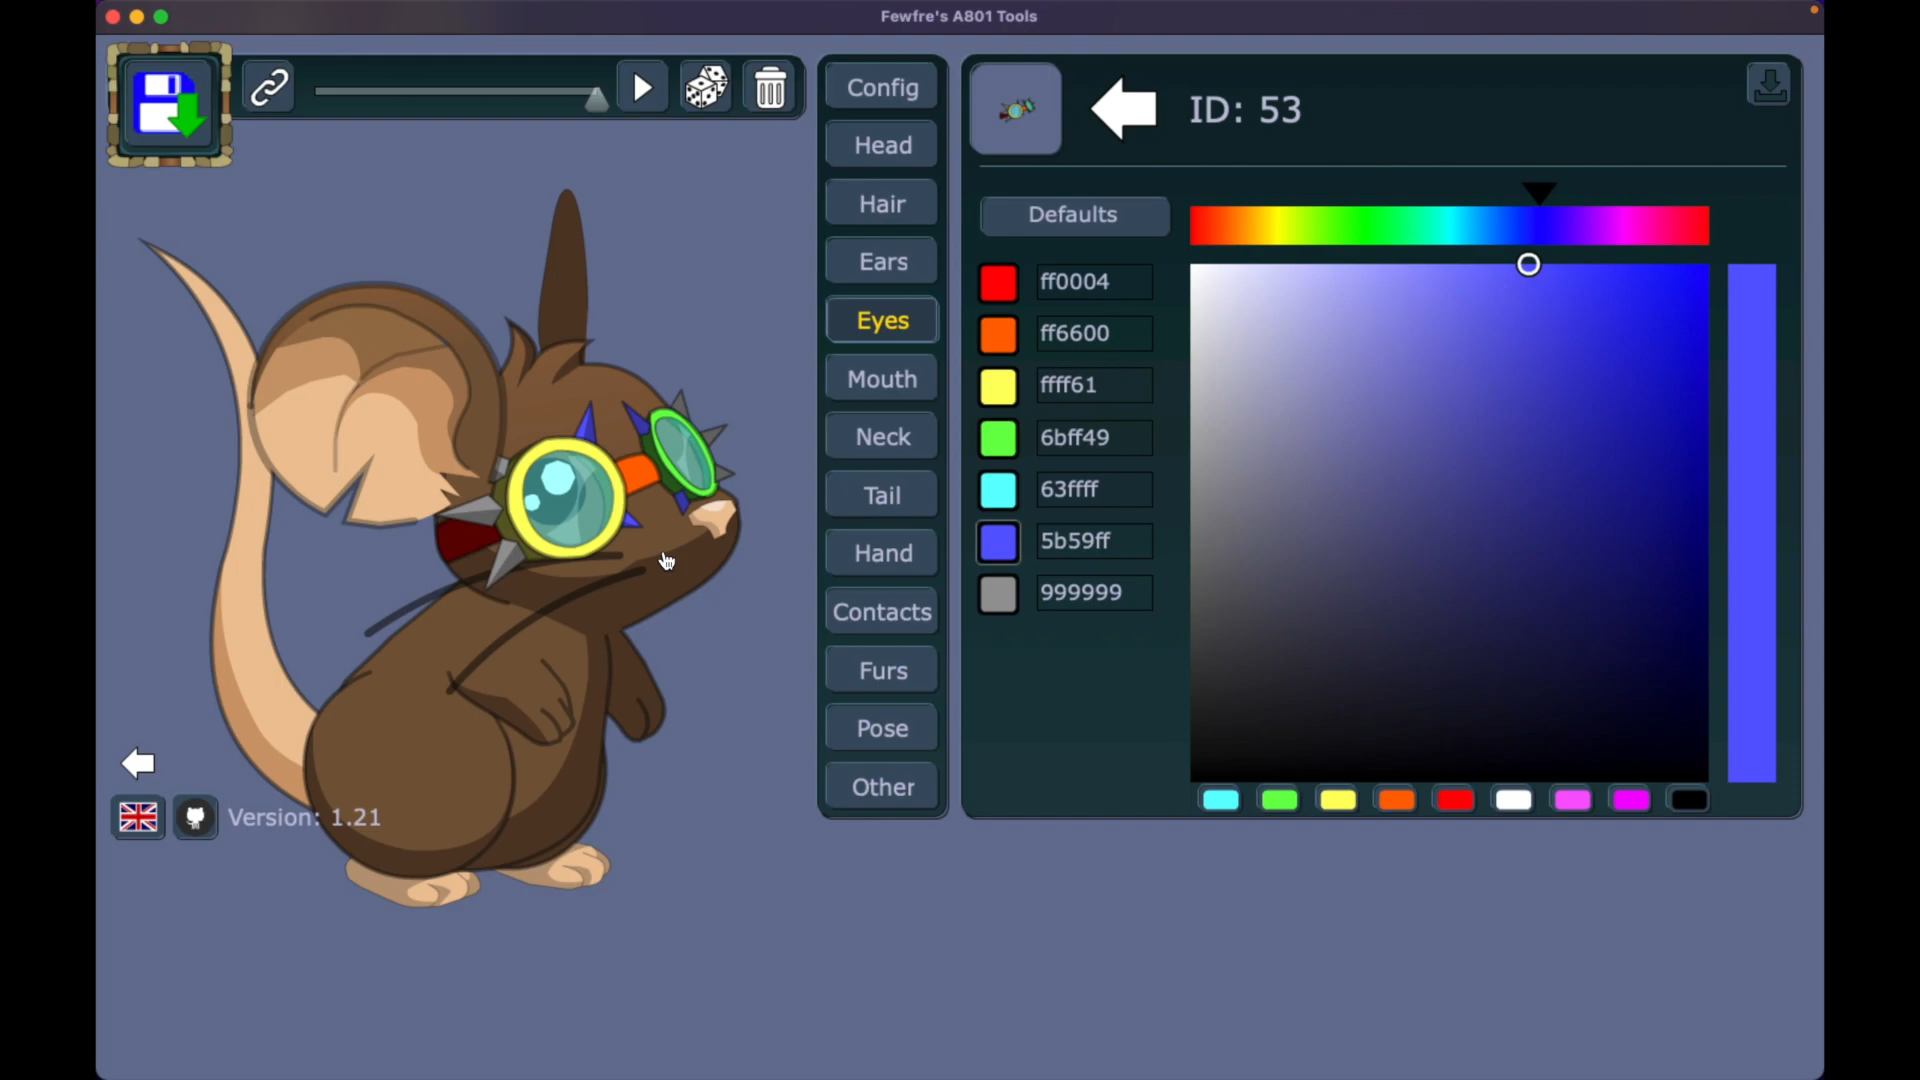 Fewfre's A801 Tools
Config
Head
Hair
Ears
Eyes
Mouth
Neck
Tail
Hand
Contacts
Furs
Pose
Other
ID: 53
Defaults
ff0004
ff6600
ffff61
6bff49
63ffff
5b59ff
999999
Version: 1.21